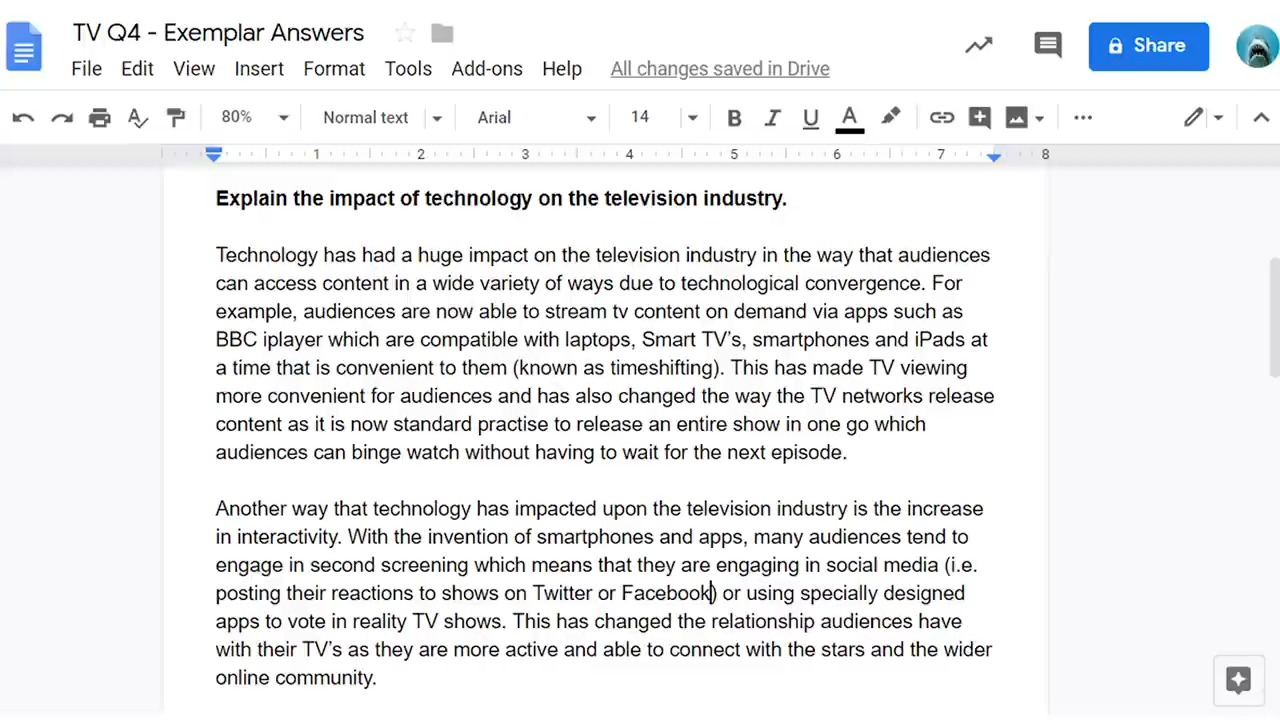 TV Q4 - Exemplar Answers
File Edit View Insert Format Tools Add-ons Help All changes saved in Drive
Share
80% Normal text Arial 14 B I U A
1 2 3 4 5 6 7 8
Explain the impact of technology on the television industry.
Technology has had a huge impact on the television industry in the way that audiences
can access content in a wide variety of ways due to technological convergence. For
example, audiences are now able to stream tv content on demand via apps such as
BBC iplayer which are compatible with laptops, Smart TV's, smartphones and iPads at
a time that is convenient to them (known as timeshifting). This has made TV viewing
more convenient for audiences and has also changed the way the TV networks release
content as it is now standard practise to release an entire show in one go which
audiences can binge watch without having to wait for the next episode.
Another way that technology has impacted upon the television industry is the increase
in interactivity. With the invention of smartphones and apps, many audiences tend to
engage in second screening which means that they are engaging in social media (i.e.
posting their reactions to shows on Twitter or Facebook) or using specially designed
apps to vote in reality TV shows. This has changed the relationship audiences have
with their TV's as they are more active and able to connect with the stars and the wider
online community.